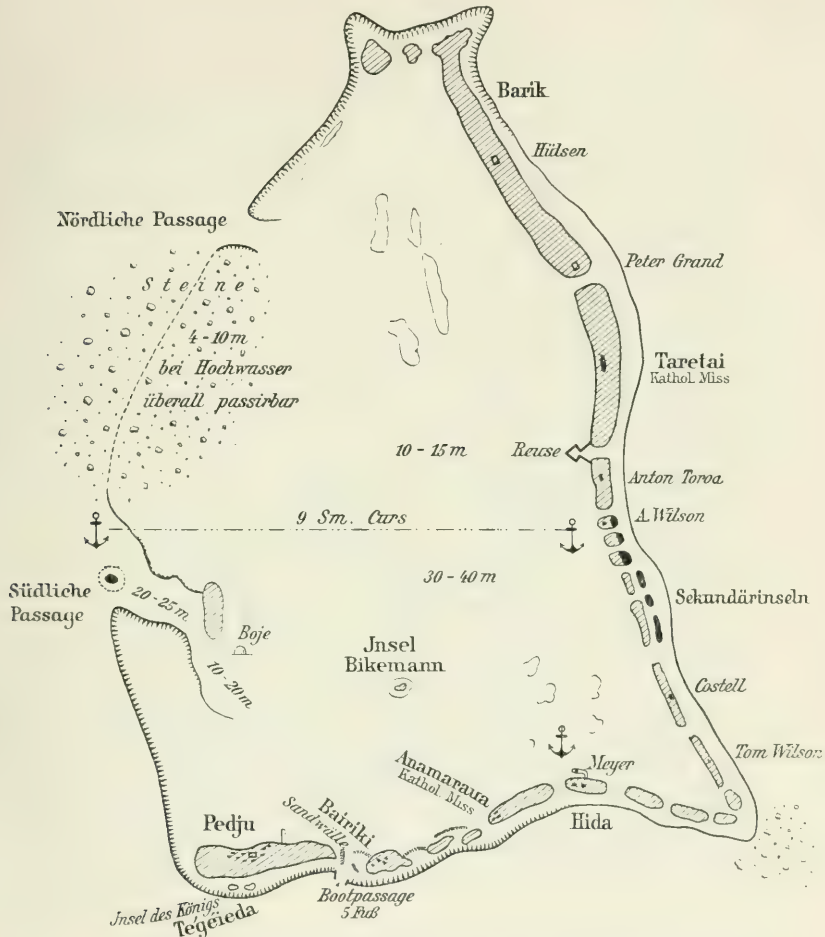 Barik
Hülsen
Nördliche Passage
Peter Grand
Steine
4-10 m
bei Hochwasser
überall passirbar
Taretai
Kathol. Miss
10 - 15 m
Reuse
Anton Toroa
9 Sm. Curs
A. Wilson
30 - 40 m
Südliche
Passage
20-25 m
Sekundärinseln
Boje
10-20 m
Jnsel
Bikemann
Costell
Tom Wilson
Meyer
Anamaraua
Kathol. Miss
Hida
Bairiki
Sandwälle
Pedju
Bootpassage
5 Fuß
Jnsel des Königs
Tegeieda